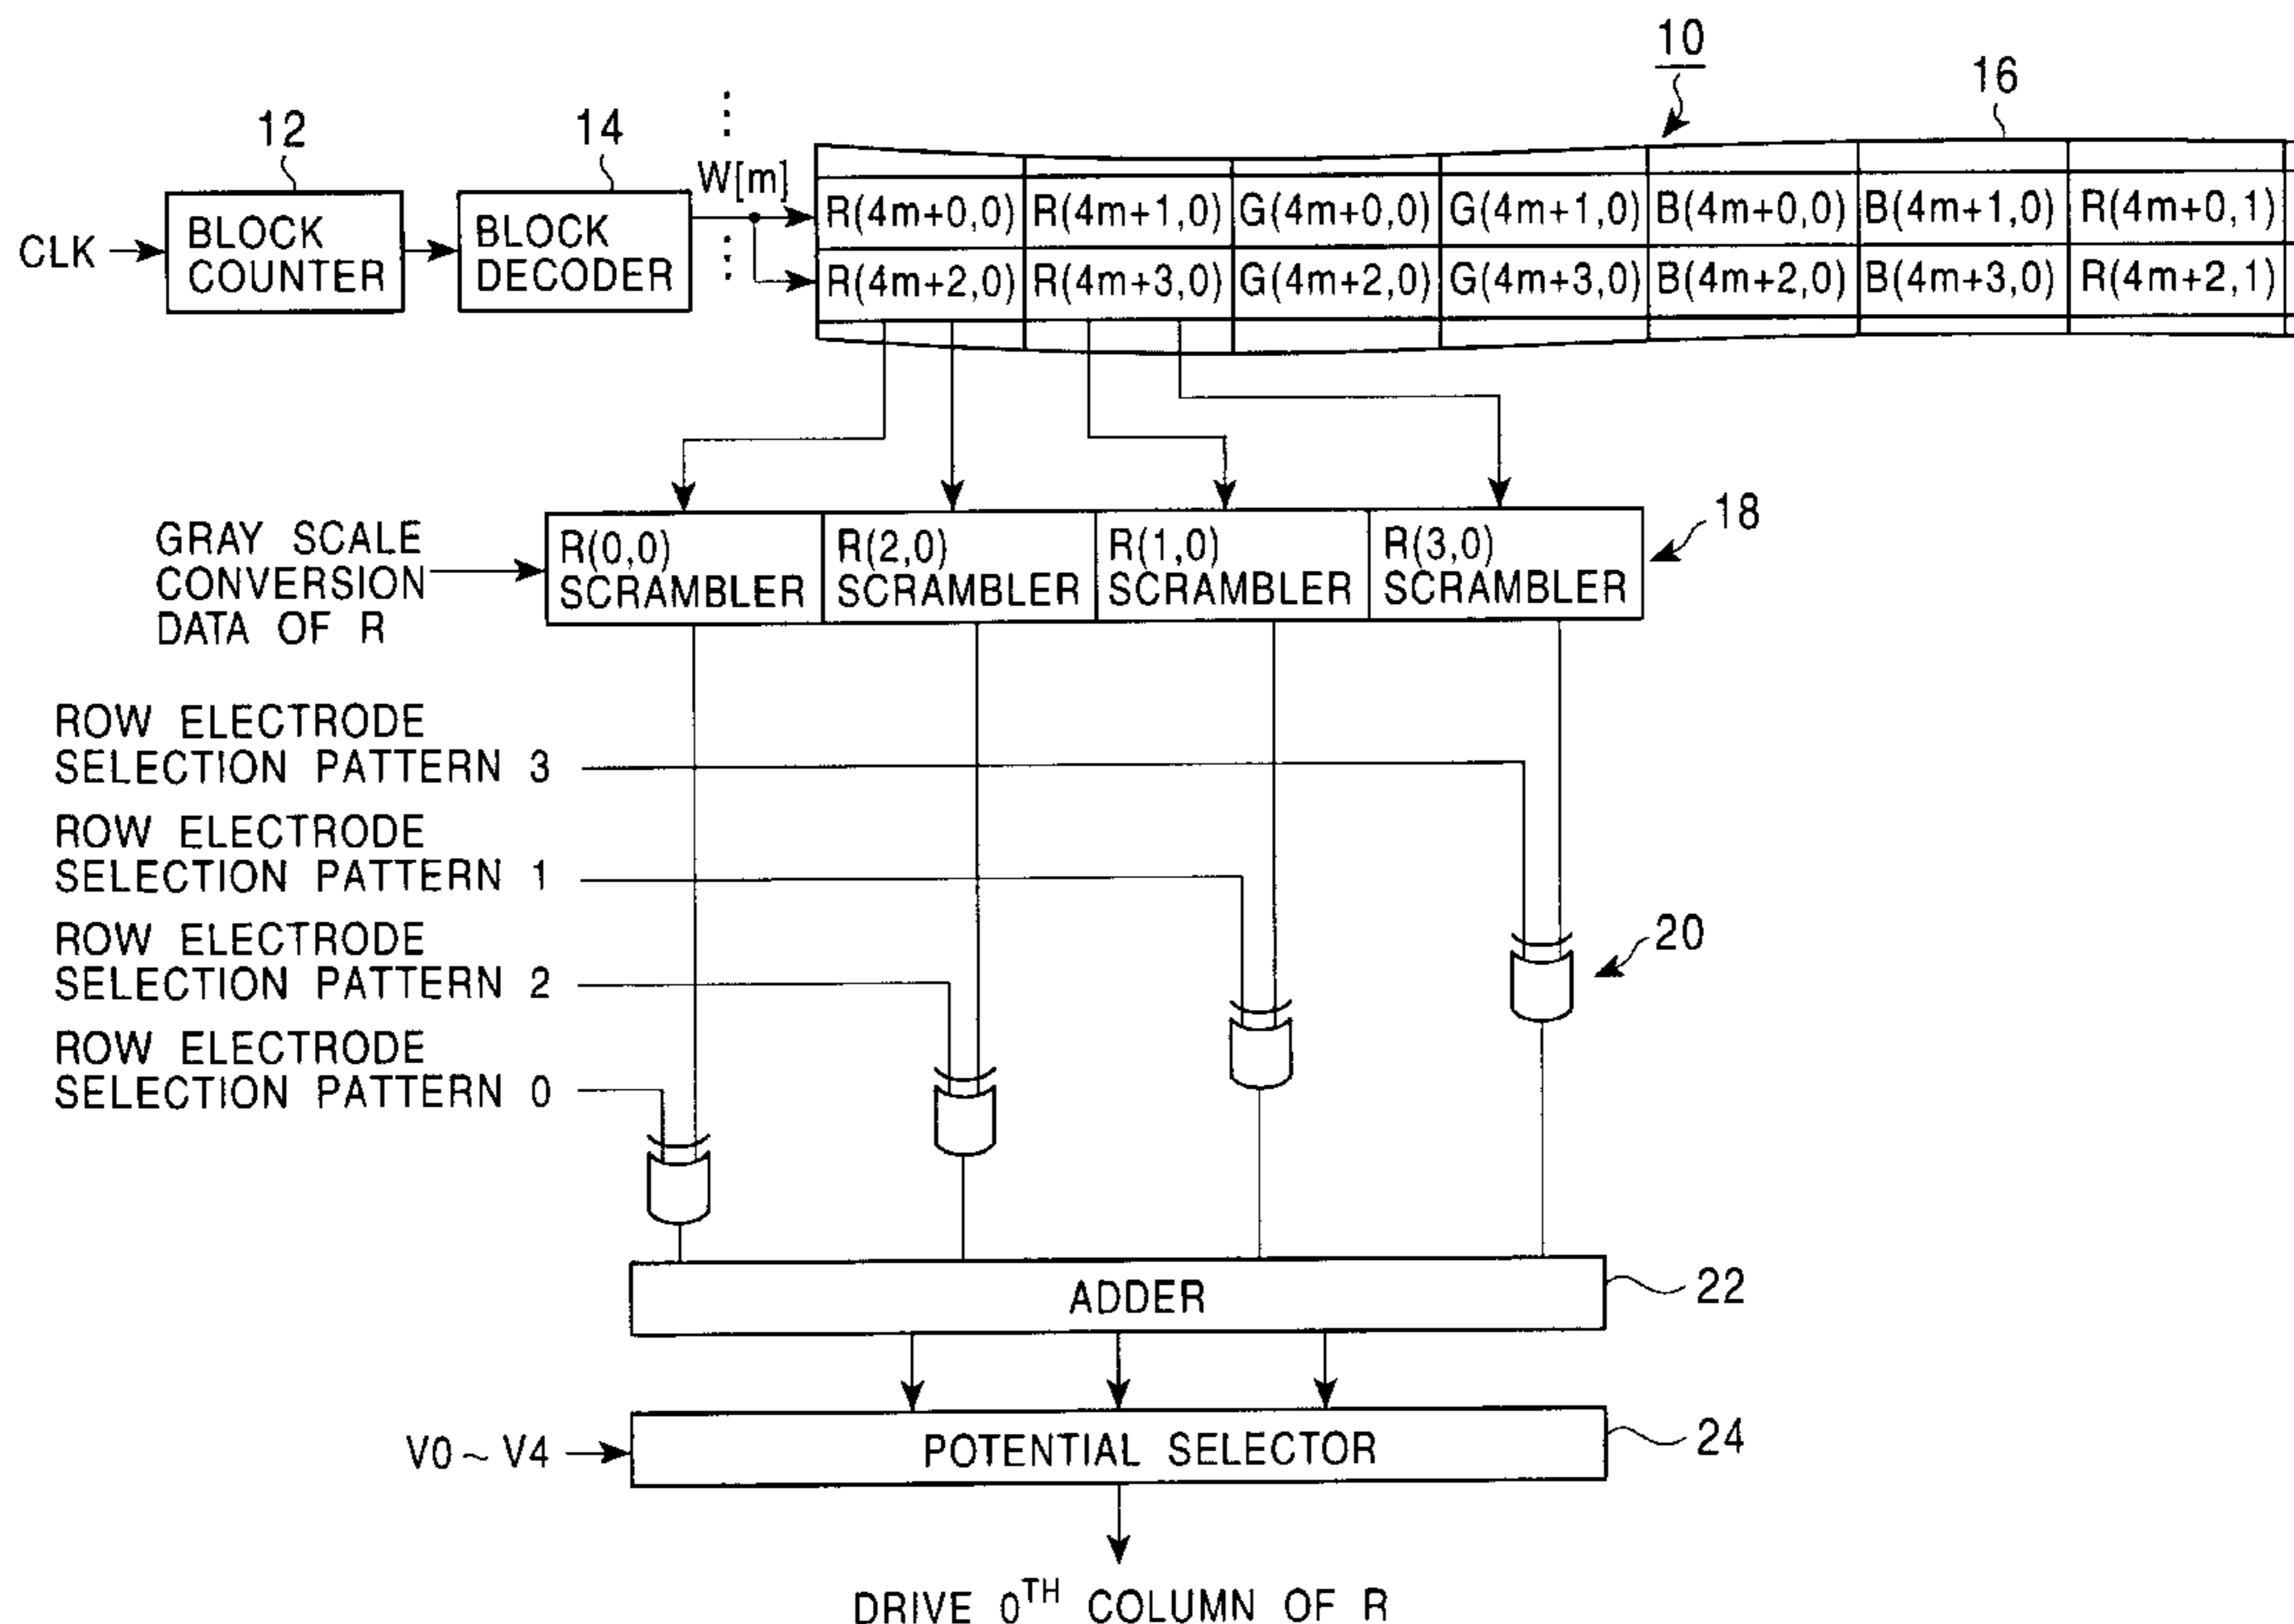 10
16
12
14
W[m]
CLK
BLOCK
COUNTER
BLOCK
DECODER
R(4m+0,0) R(4m+1,0) G(4m+0,0) G(4m+1,0) B(4m+0,0) B(4m+1,0) R(4m+0,1)
R(4m+2,0) R(4m+3,0) G(4m+2,0) G(4m+3,0) B(4m+2,0) B(4m+3,0) R(4m+2,1)
GRAY SCALE
CONVERSION
DATA OF R
R(0,0)
SCRAMBLER
R(2,0)
SCRAMBLER
R(1,0)
SCRAMBLER
R(3,0)
SCRAMBLER
18
ROW ELECTRODE
SELECTION PATTERN 3
ROW ELECTRODE
SELECTION PATTERN 1
ROW ELECTRODE
SELECTION PATTERN 2
ROW ELECTRODE
SELECTION PATTERN 0
20
ADDER
22
V0 ~ V4
POTENTIAL SELECTOR
24
DRIVE 0TH COLUMN OF R